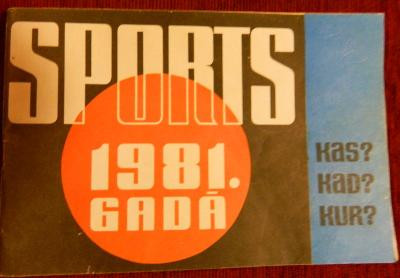 SPORTS
1981.
GADĀ
KAS?
KAD?
KUR?